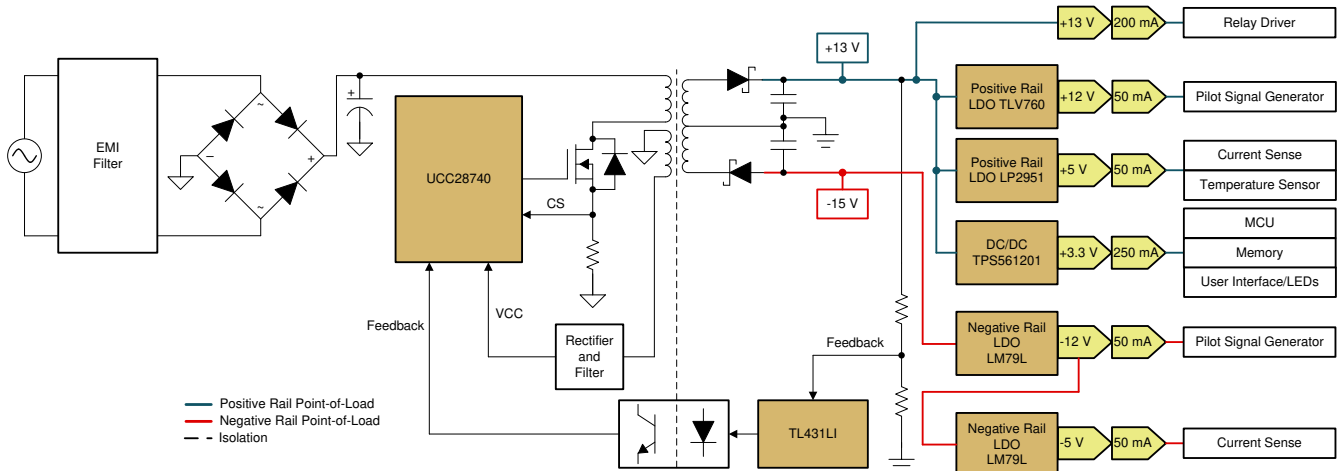 +13 V
200 mA
Relay Driver
+13 V
EMI
Filter
+
~
−
+
~
UCC28740
CS
Positive Rail
LDO TLV760
+12 V
50 mA
Pilot Signal Generator
Positive Rail
LDO LP2951
+5 V
50 mA
Current Sense
Temperature Sensor
-15 V
DC/DC
TPS561201
+3.3 V
250 mA
MCU
Memory
User Interface/LEDs
Feedback
VCC
Rectifier
and
Filter
Feedback
Negative Rail
LDO
LM79L
-12 V
50 mA
Pilot Signal Generator
Positive Rail Point-of-Load
Negative Rail Point-of-Load
Isolation
TL431LI
Negative Rail
LDO
LM79L
-5 V
50 mA
Current Sense